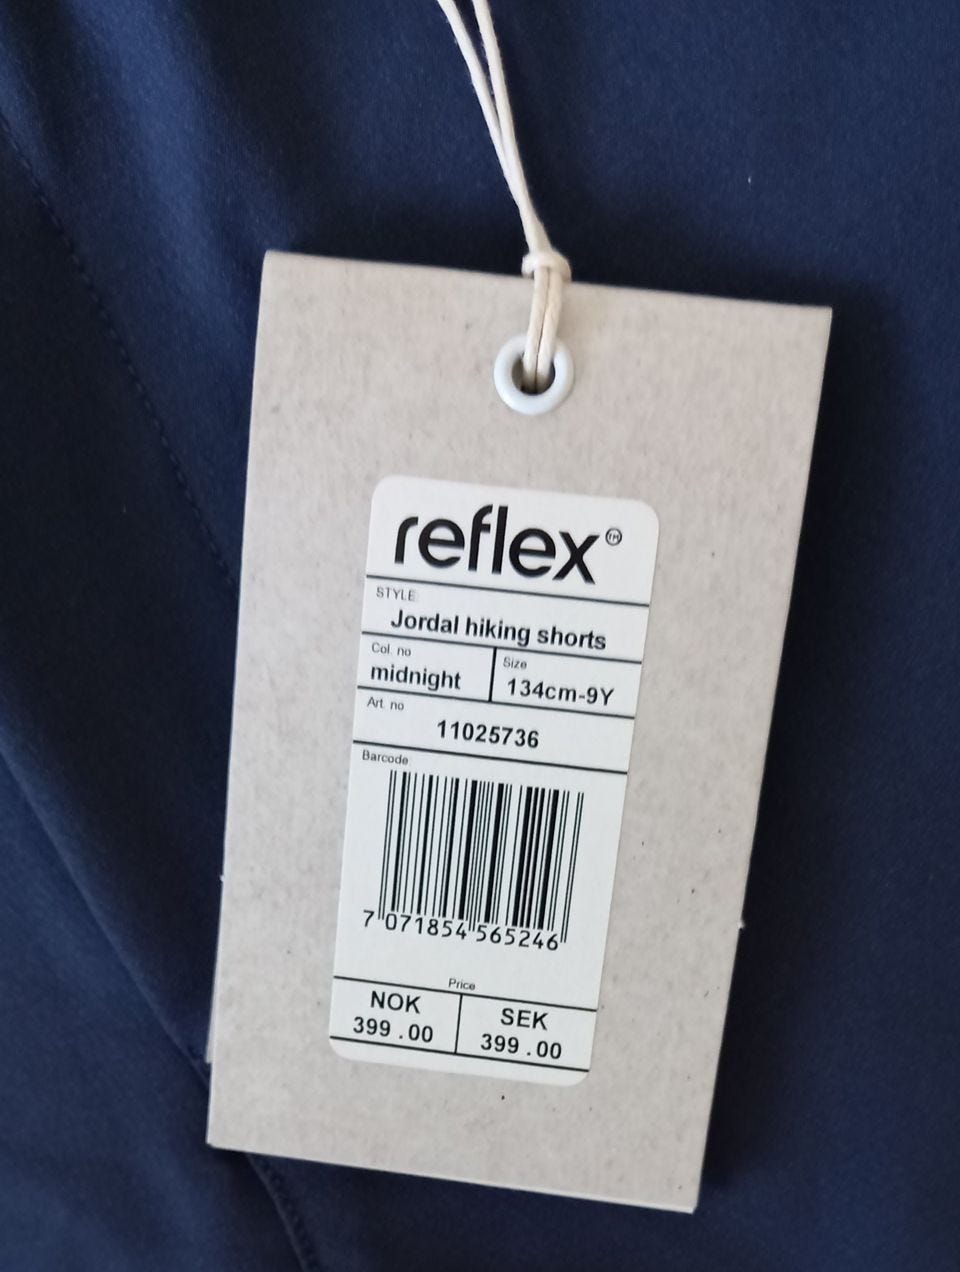 reflex™
STYLE:
Jordal hiking shorts
Col. no
midnight
Size
134cm-9Y
Art. no
11025736
Barcode
7 071854 565246
Price
NOK
399 .00
SEK
399 .00